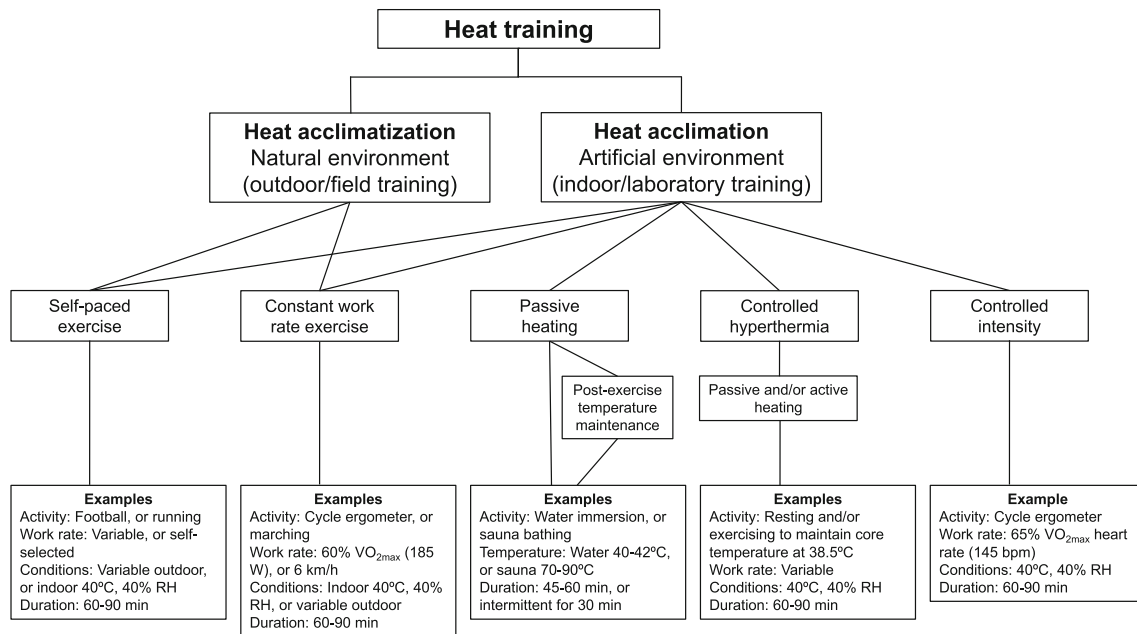 Heat training
Heat acclimatization
Natural environment
(outdoor/field training)
Heat acclimation
Artificial environment
(indoor/laboratory training)
Self-paced
exercise
Constant work
rate exercise
Passive
heating
Controlled
hyperthermia
Controlled
intensity
Post-exercise
temperature
maintenance
Passive and/or active
heating
Examples
Activity: Football, or running
Work rate: Variable, or self-
selected
Conditions: Variable outdoor,
or indoor 40ºC, 40% RH
Duration: 60-90 min
Examples
Activity: Cycle ergometer, or
marching
Work rate: 60% VO2max (185
W), or 6 km/h
Conditions: Indoor 40ºC, 40%
RH, or variable outdoor
Duration: 60-90 min
Examples
Activity: Water immersion, or
sauna bathing
Temperature: Water 40-42ºC,
or sauna 70-90ºC
Duration: 45-60 min, or
intermittent for 30 min
Examples
Activity: Resting and/or
exercising to maintain core
temperature at 38.5ºC
Work rate: Variable
Conditions: 40ºC, 40% RH
Duration: 60-90 min
Example
Activity: Cycle ergometer
Work rate: 65% VO2max heart
rate (145 bpm)
Conditions: 40ºC, 40% RH
Duration: 60-90 min